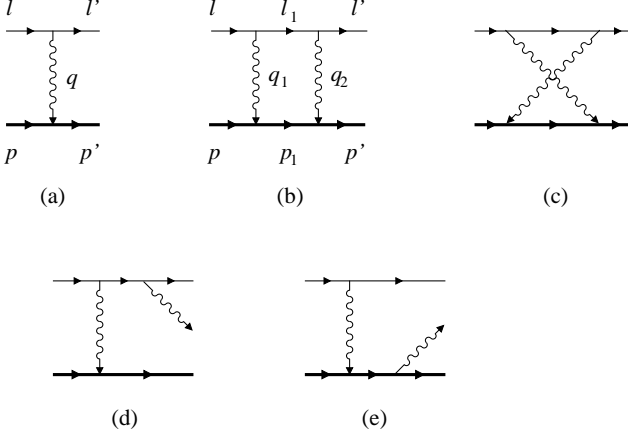 l l' l l₁ l'
q q₁ q₂
p p' p p₁ p'
(a) (b) (c)
(d) (e)